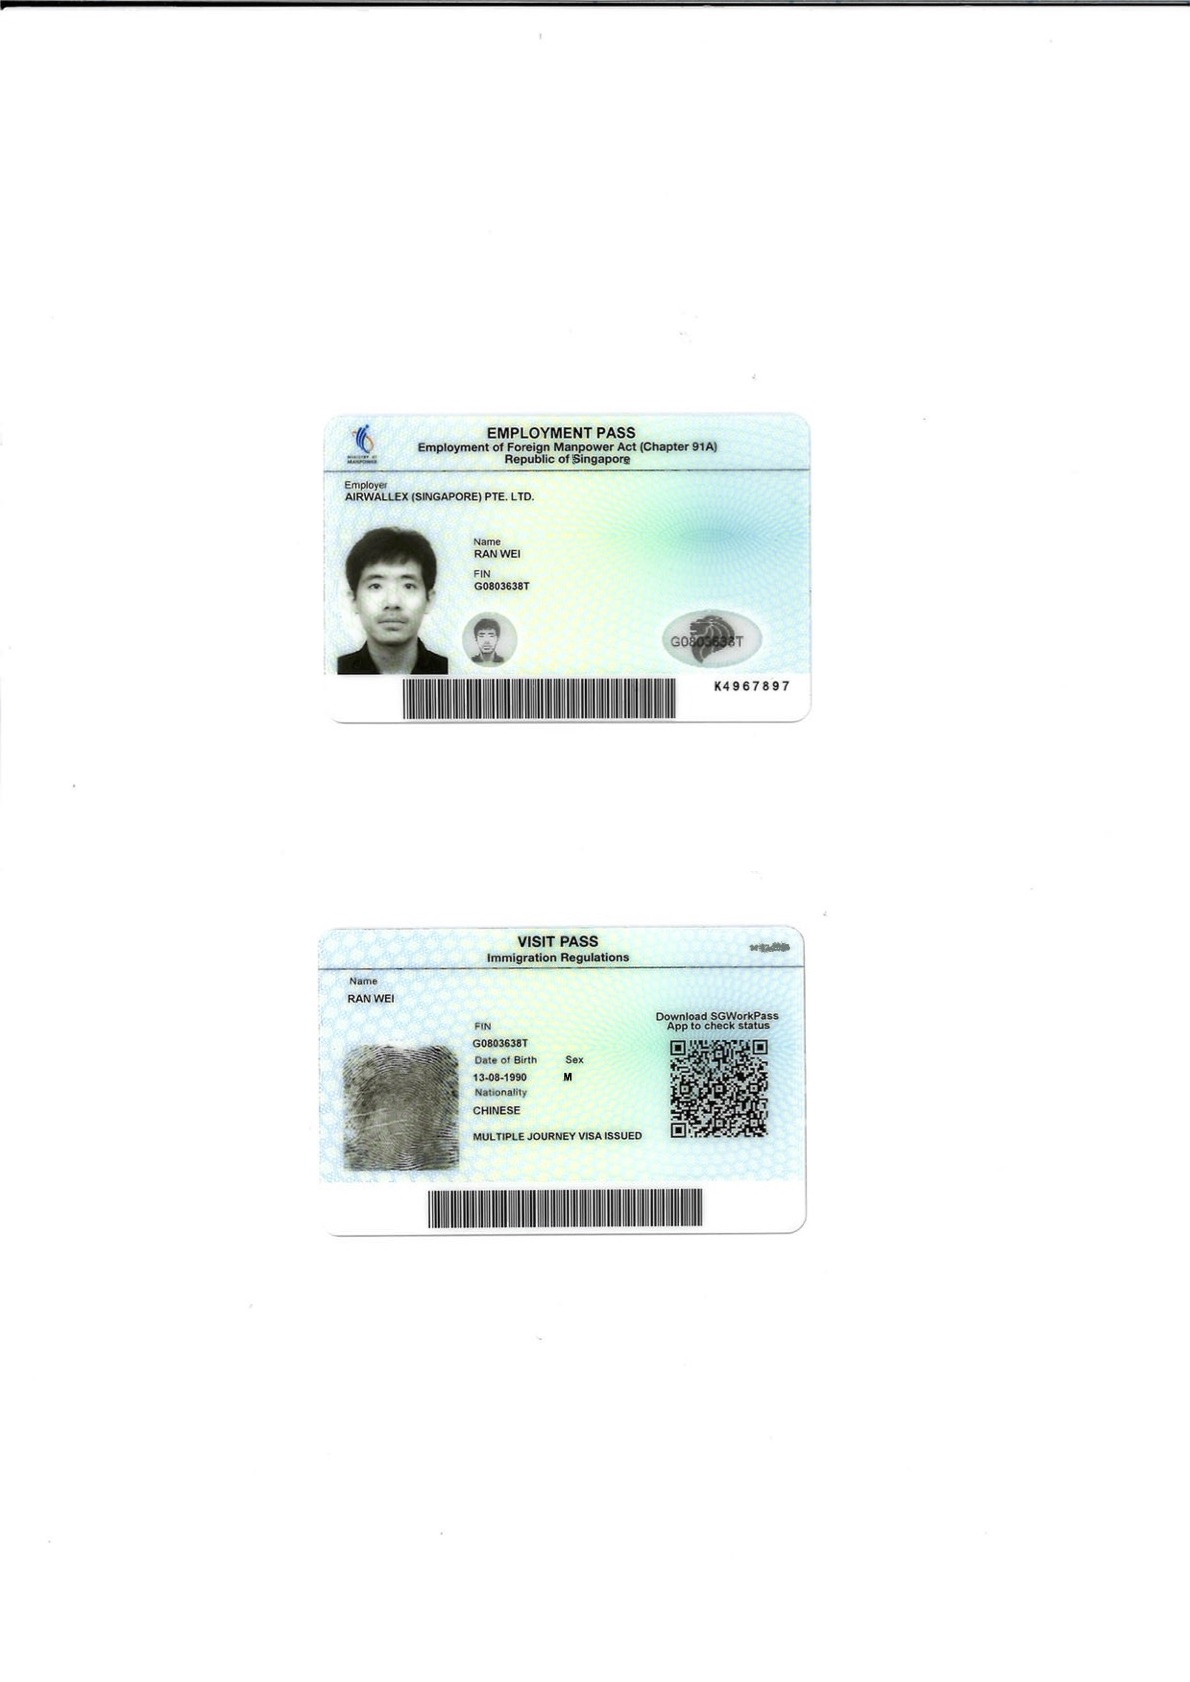 EMPLOYMENT PASS
Employment of Foreign Manpower Act (Chapter 91A)
Republic of Singapore
MINISTRY OF
MANPOWER
Employer
AIRWALLEX (SINGAPORE) PTE. LTD.
Name
RAN WEI
FIN
G0803638T
G0803638T
K4967897
VISIT PASS
Immigration Regulations
Name
RAN WEI
Download SGWorkPass
App to check status
FIN
G0803638T
Date of Birth Sex
13-08-1990 M
Nationality
CHINESE
MULTIPLE JOURNEY VISA ISSUED